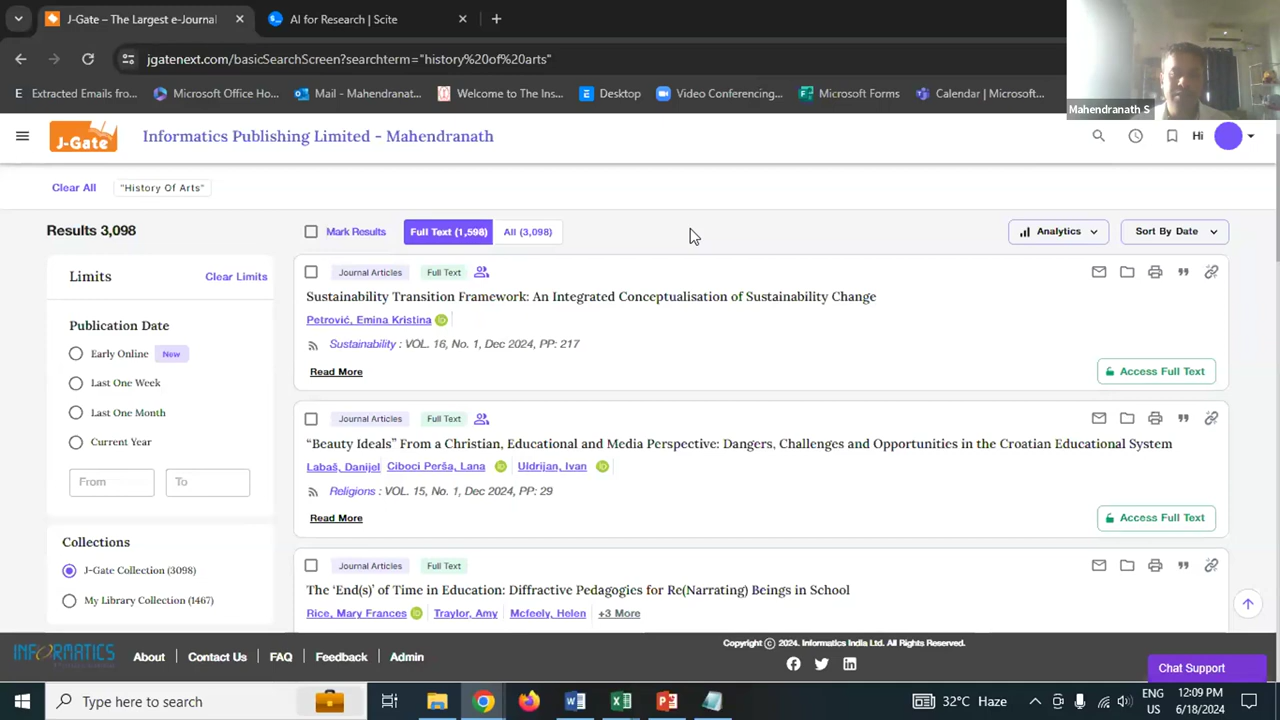 J-Gate – The Largest e-Journal
AI for Research | Scite
jgatenext.com/basicSearchScreen?searchterm="history%20of%20arts"
Extracted Emails fro...
Microsoft Office Ho...
Mail - Mahendranat...
Welcome to The Ins...
Desktop
Video Conferencing...
Microsoft Forms
Calendar | Microsoft...
Mahendranath S
J-Gate
Informatics Publishing Limited - Mahendranath
Hi
Clear All
"History Of Arts"
Results 3,098
Mark Results
Full Text (1,598)
All (3,098)
Analytics
Sort By Date
Limits
Clear Limits
Publication Date
Early Online
New
Last One Week
Last One Month
Current Year
From
To
Collections
J-Gate Collection (3098)
My Library Collection (1467)
Journal Articles
Full Text
Sustainability Transition Framework: An Integrated Conceptualisation of Sustainability Change
Petrović, Emina Kristina
Sustainability : VOL. 16, No. 1, Dec 2024, PP: 217
Read More
Access Full Text
Journal Articles
Full Text
“Beauty Ideals” From a Christian, Educational and Media Perspective: Dangers, Challenges and Opportunities in the Croatian Educational System
Labaš, Danijel Ciboci Perša, Lana Uldrijan, Ivan
Religions : VOL. 15, No. 1, Dec 2024, PP: 29
Read More
Access Full Text
Journal Articles
Full Text
The ‘End(s)’ of Time in Education: Diffractive Pedagogies for Re(Narrating) Beings in School
Rice, Mary Frances Traylor, Amy Mcfeely, Helen +3 More
INFORMATICS
About
Contact Us
FAQ
Feedback
Admin
Copyright © 2024. Informatics India Ltd. All Rights Reserved.
Chat Support
Type here to search
32°C Haze
ENG
US
12:09 PM
6/18/2024